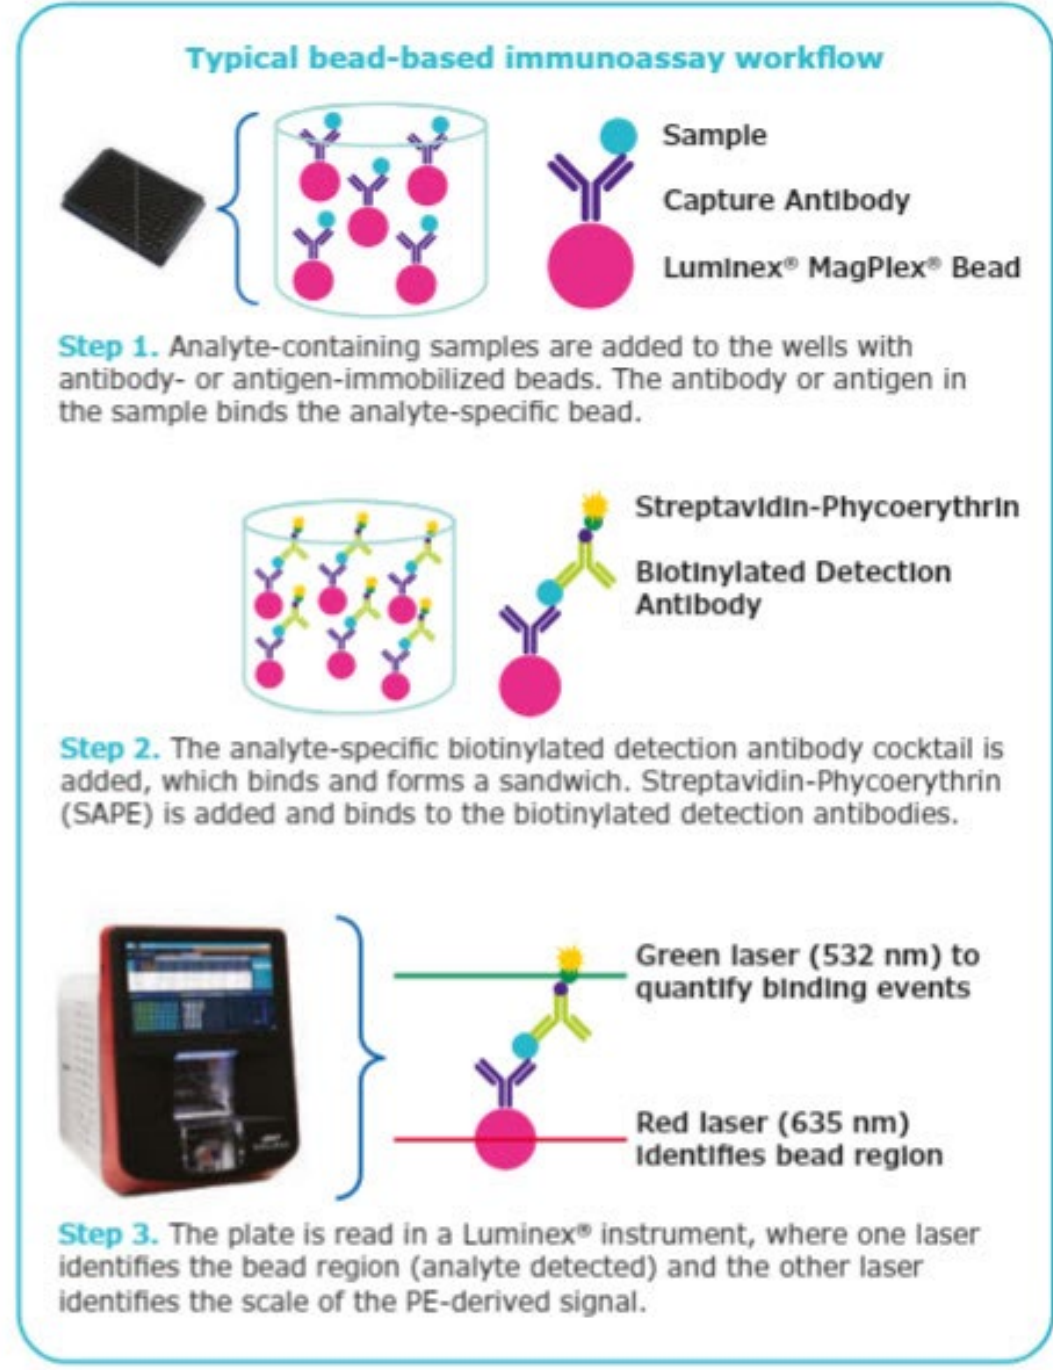 Typical bead-based immunoassay workflow
Sample
Capture Antibody
Luminex® MagPlex® Bead
Step 1. Analyte-containing samples are added to the wells with
antibody- or antigen-immobilized beads. The antibody or antigen in
the sample binds the analyte-specific bead.
Streptavidin-Phycoerythrin
Biotinylated Detection
Antibody
Step 2. The analyte-specific biotinylated detection antibody cocktail is
added, which binds and forms a sandwich. Streptavidin-Phycoerythrin
(SAPE) is added and binds to the biotinylated detection antibodies.
Green laser (532 nm) to
quantify binding events
Red laser (635 nm)
identifies bead region
Step 3. The plate is read in a Luminex® instrument, where one laser
identifies the bead region (analyte detected) and the other laser
identifies the scale of the PE-derived signal.